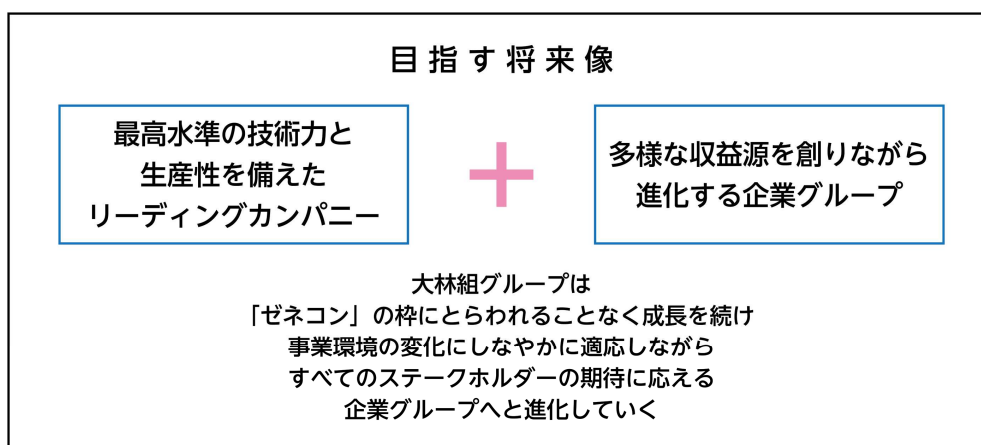 目指す将来像
最高水準の技術力と
生産性を備えた
リーディングカンパニー
多様な収益源を創りながら
進化する企業グループ
大林組グループは
「ゼネコン」の枠にとらわれることなく成長を続け
事業環境の変化にしなやかに適応しながら
すべてのステークホルダーの期待に応える
企業グループへと進化していく